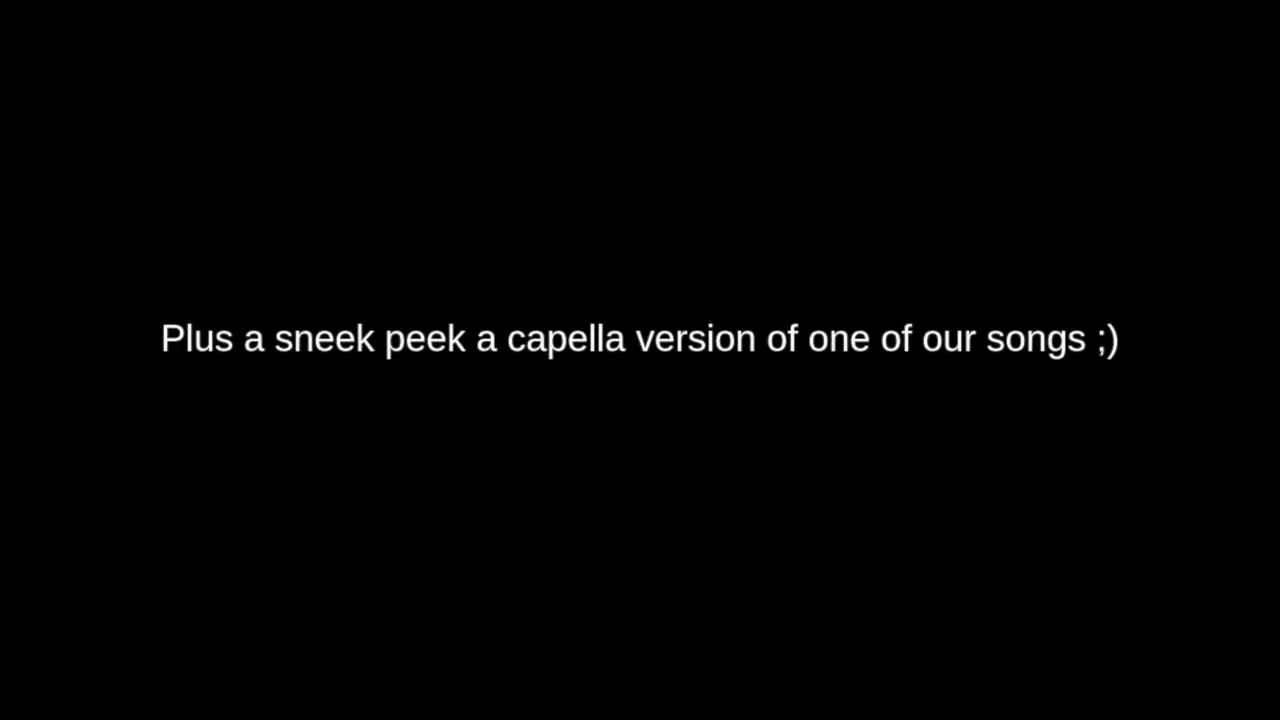 Plus a sneek peek a capella version of one of our songs ;)